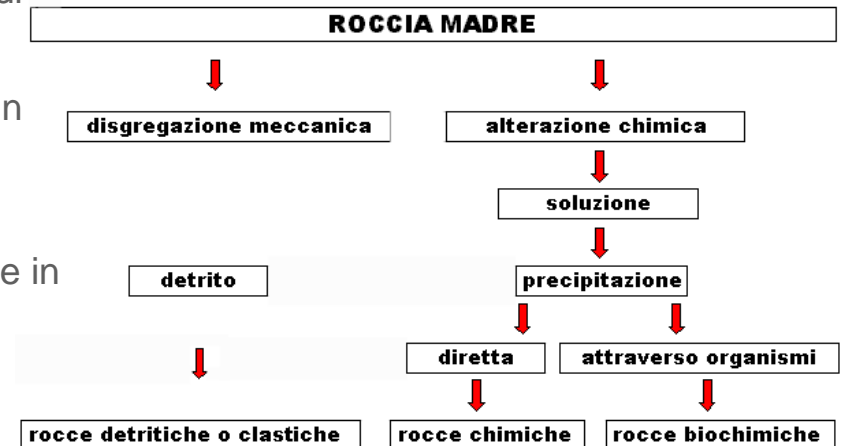 ROCCIA MADRE
n
disgregazione meccanica
alterazione chimica
soluzione
e in
detrito
precipitazione
diretta
attraverso organismi
rocce detritiche o clastiche
rocce chimiche
rocce biochimiche